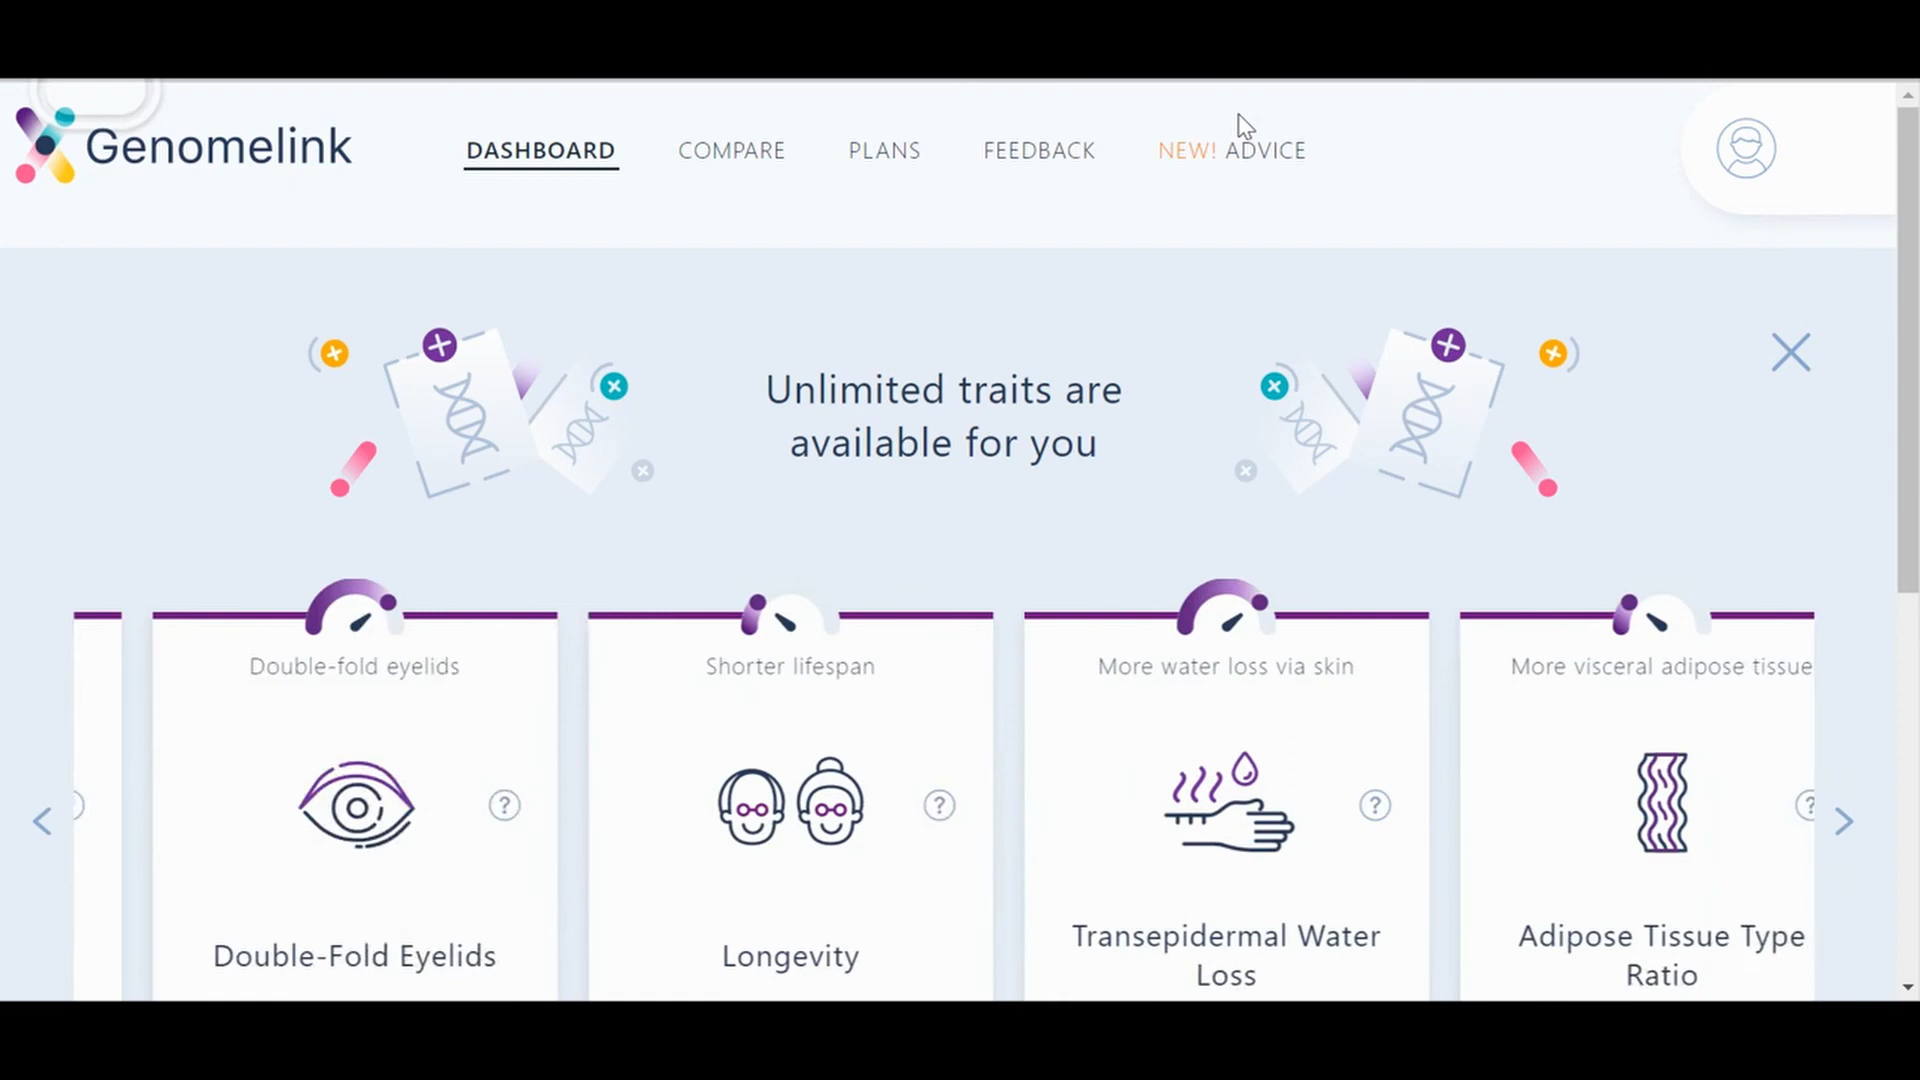 Genomelink
DASHBOARD
COMPARE
PLANS
FEEDBACK
NEW! ADVICE
Unlimited traits are
available for you
Double-fold eyelids
Shorter lifespan
More water loss via skin
More visceral adipose tissue
?
?
?
?
Double-Fold Eyelids
Longevity
Transepidermal Water
Loss
Adipose Tissue Type
Ratio